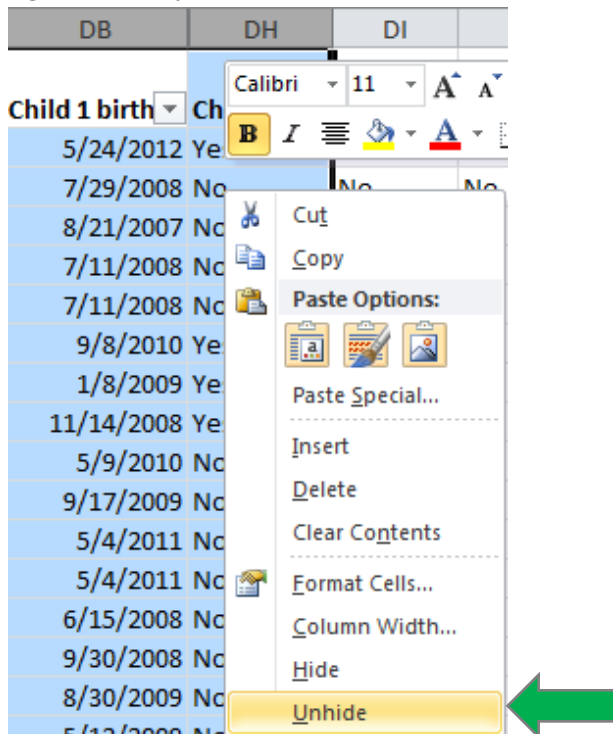 DB DH DI
Calibri 11 A A
Child 1 birth Ch
B I A
5/24/2012 Ye
7/29/2008 No No No
8/21/2007 No
7/11/2008 No
7/11/2008 No
9/8/2010 Ye
1/8/2009 Ye
11/14/2008 Ye
5/9/2010 No
9/17/2009 No
5/4/2011 No
5/4/2011 No
6/15/2008 No
9/30/2008 No
8/30/2009 No
Cut
Copy
Paste Options:
a
Paste Special...
Insert
Delete
Clear Contents
Format Cells...
Column Width...
Hide
Unhide